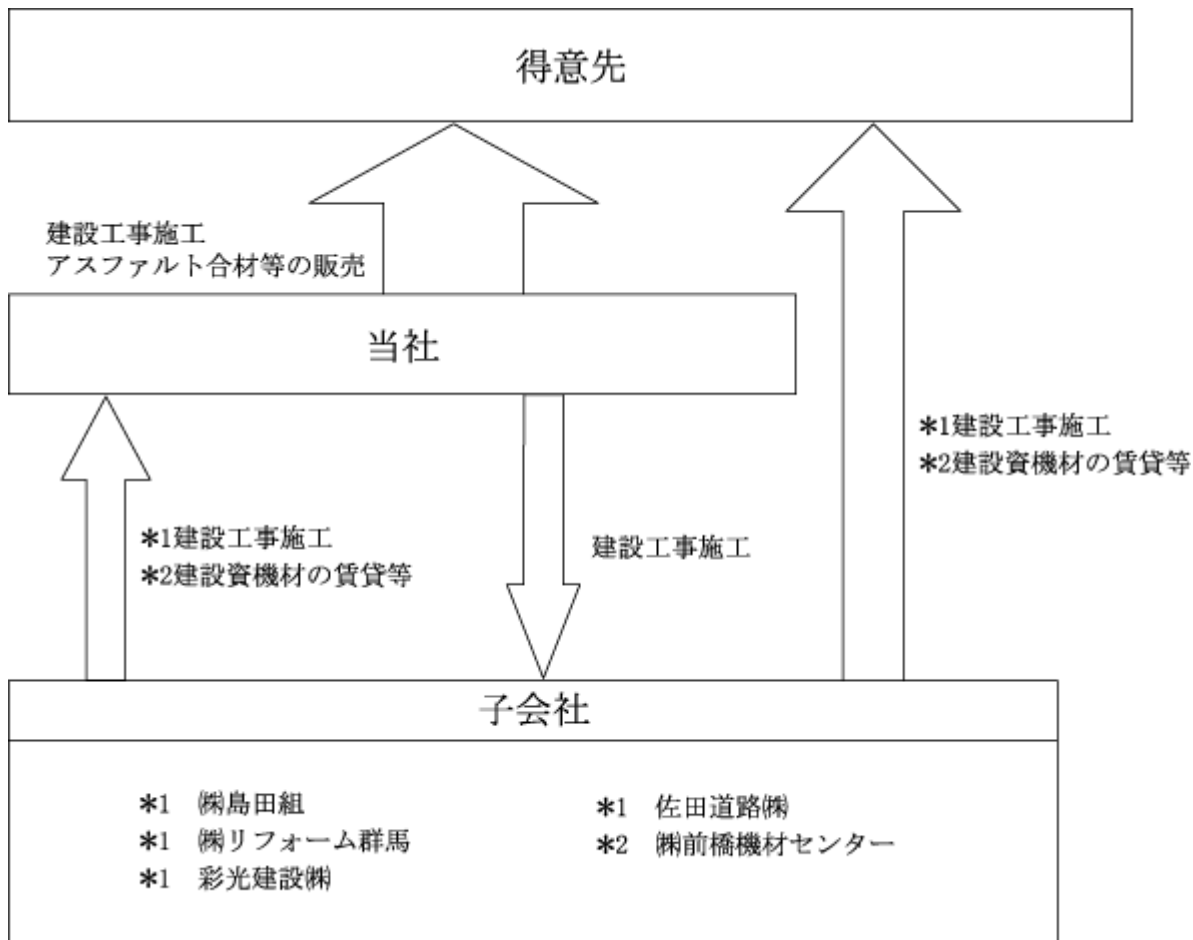 得意先
建設工事施工
アスファルト合材等の販売
当社
*1建設工事施工
*2建設資機材の賃貸等
*1建設工事施工
*2建設資機材の賃貸等
建設工事施工
子会社
*1 ㈱島田組
*1 ㈱リフォーム群馬
*1 彩光建設㈱
*1 佐田道路㈱
*2 ㈱前橋機材センター